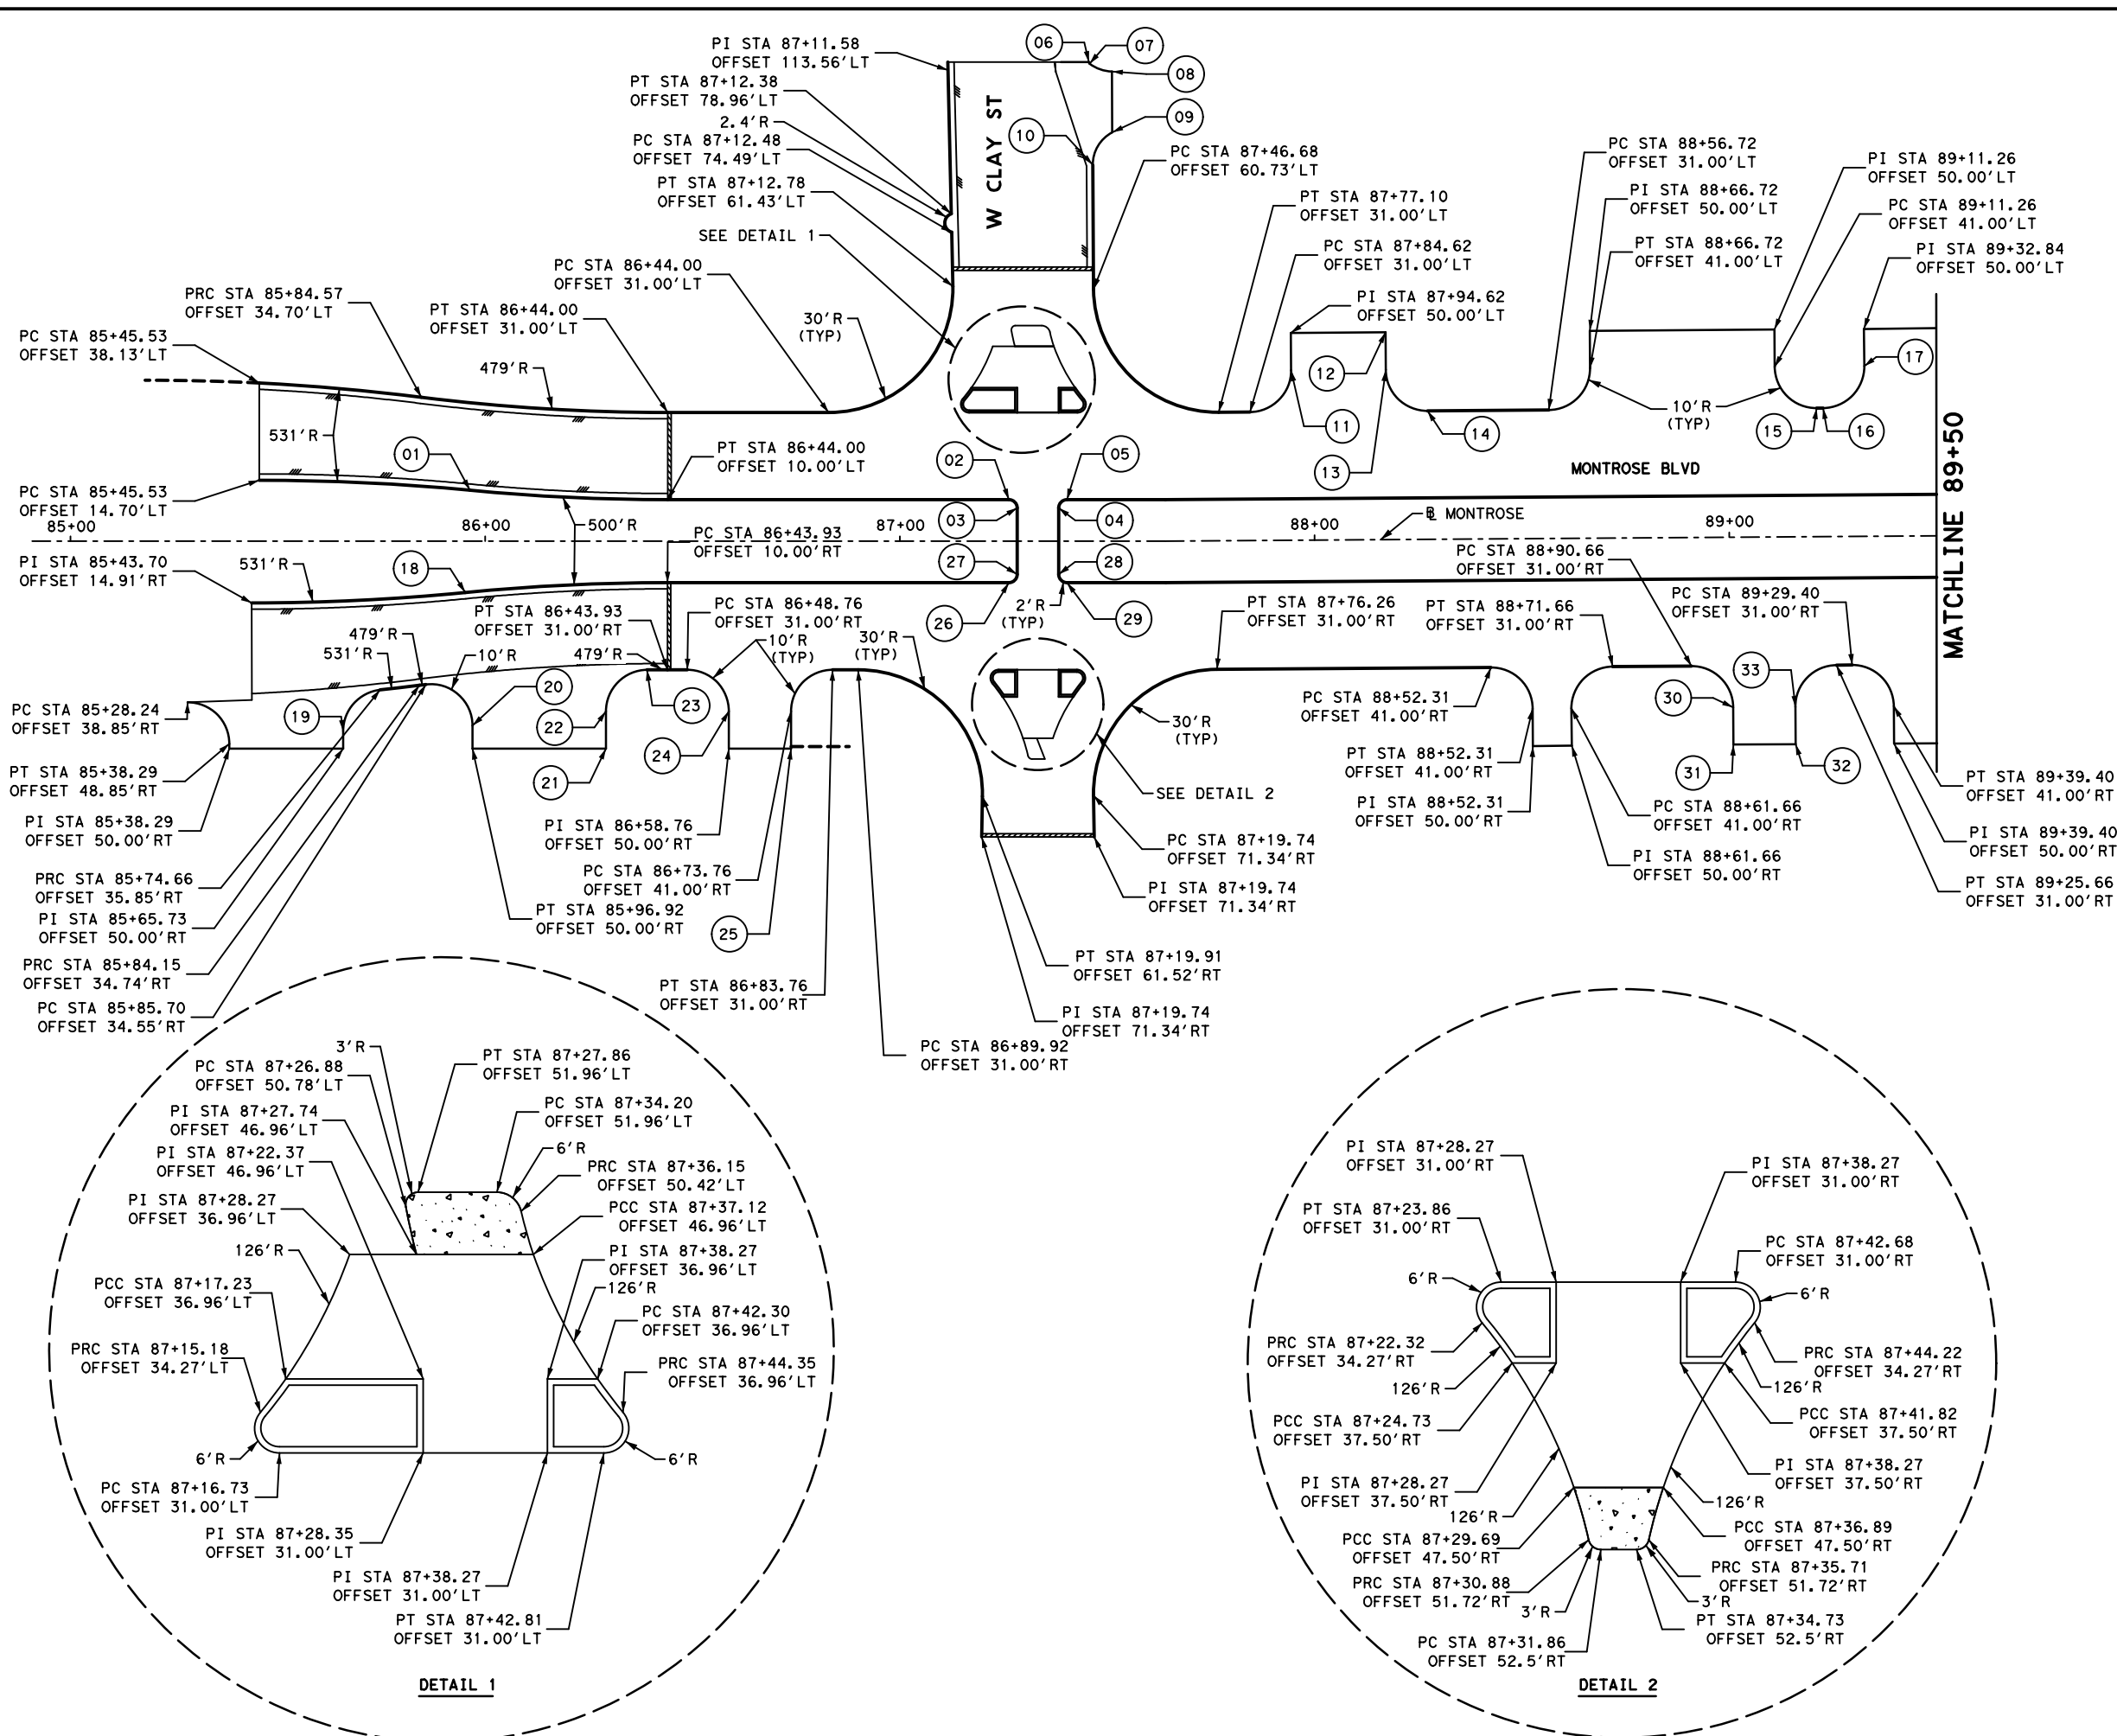 PI STA 87+11.58
OFFSET 113.56'LT
PT STA 87+12.38
OFFSET 78.96'LT
2.4'R
PC STA 87+12.48
OFFSET 74.49'LT
PT STA 87+12.78
OFFSET 61.43'LT
SEE DETAIL 1
W CLAY ST
06
07
08
09
10
PC STA 87+46.68
OFFSET 60.73'LT
PT STA 87+77.10
OFFSET 31.00'LT
PC STA 87+84.62
OFFSET 31.00'LT
PI STA 87+94.62
OFFSET 50.00'LT
PC STA 88+56.72
OFFSET 31.00'LT
PI STA 88+66.72
OFFSET 50.00'LT
PT STA 88+66.72
OFFSET 41.00'LT
PI STA 89+11.26
OFFSET 50.00'LT
PC STA 89+11.26
OFFSET 41.00'LT
PI STA 89+32.84
OFFSET 50.00'LT
PC STA 86+44.00
OFFSET 31.00'LT
PRC STA 85+84.57
OFFSET 34.70'LT
PT STA 86+44.00
OFFSET 31.00'LT
PC STA 85+45.53
OFFSET 38.13'LT
479'R
30'R
(TYP)
531'R
01
02
03
04
05
11
12
13
14
10'R
(TYP)
15
16
17
MONTROSE BLVD
MATCHLINE 89+50
PT STA 86+44.00
OFFSET 10.00'LT
PC STA 85+45.53
OFFSET 14.70'LT
85+00
86+00
87+00
88+00
89+00
500'R
PC STA 86+43.93
OFFSET 10.00'RT
℄ MONTROSE
PI STA 85+43.70
OFFSET 14.91'RT
531'R
18
27
28
26
29
2'R
(TYP)
PT STA 86+43.93
OFFSET 31.00'RT
PC STA 86+48.76
OFFSET 31.00'RT
10'R
(TYP)
30'R
(TYP)
479'R
531'R
10'R
479'R
PT STA 87+76.26
OFFSET 31.00'RT
PC STA 88+90.66
OFFSET 31.00'RT
PT STA 88+71.66
OFFSET 31.00'RT
PC STA 89+29.40
OFFSET 31.00'RT
19
20
21
22
23
24
25
30
31
32
33
PC STA 85+28.24
OFFSET 38.85'RT
PT STA 85+38.29
OFFSET 48.85'RT
PI STA 85+38.29
OFFSET 50.00'RT
PRC STA 85+74.66
OFFSET 35.85'RT
PI STA 85+65.73
OFFSET 50.00'RT
PRC STA 85+84.15
OFFSET 34.74'RT
PC STA 85+85.70
OFFSET 34.55'RT
PT STA 85+96.92
OFFSET 50.00'RT
PI STA 86+58.76
OFFSET 50.00'RT
PC STA 86+73.76
OFFSET 41.00'RT
PT STA 86+83.76
OFFSET 31.00'RT
PC STA 86+89.92
OFFSET 31.00'RT
PI STA 87+19.74
OFFSET 71.34'RT
PT STA 87+19.91
OFFSET 61.52'RT
PI STA 87+19.74
OFFSET 71.34'RT
PC STA 87+19.74
OFFSET 71.34'RT
SEE DETAIL 2
30'R
(TYP)
PC STA 88+52.31
OFFSET 41.00'RT
PT STA 88+52.31
OFFSET 41.00'RT
PI STA 88+52.31
OFFSET 50.00'RT
PC STA 88+61.66
OFFSET 41.00'RT
PI STA 88+61.66
OFFSET 50.00'RT
PT STA 89+39.40
OFFSET 41.00'RT
PI STA 89+39.40
OFFSET 50.00'RT
PT STA 89+25.66
OFFSET 31.00'RT
3'R
PC STA 87+26.88
OFFSET 50.78'LT
PT STA 87+27.86
OFFSET 51.96'LT
PI STA 87+27.74
OFFSET 46.96'LT
PC STA 87+34.20
OFFSET 51.96'LT
PI STA 87+22.37
OFFSET 46.96'LT
6'R
PRC STA 87+36.15
OFFSET 50.42'LT
PI STA 87+28.27
OFFSET 36.96'LT
PCC STA 87+37.12
OFFSET 46.96'LT
126'R
PI STA 87+38.27
OFFSET 36.96'LT
126'R
PCC STA 87+17.23
OFFSET 36.96'LT
PC STA 87+42.30
OFFSET 36.96'LT
PRC STA 87+15.18
OFFSET 34.27'LT
PRC STA 87+44.35
OFFSET 36.96'LT
6'R
6'R
PC STA 87+16.73
OFFSET 31.00'LT
PI STA 87+28.35
OFFSET 31.00'LT
PI STA 87+38.27
OFFSET 31.00'LT
PT STA 87+42.81
OFFSET 31.00'LT
DETAIL 1
PI STA 87+28.27
OFFSET 31.00'RT
PI STA 87+38.27
OFFSET 31.00'RT
PT STA 87+23.86
OFFSET 31.00'RT
PC STA 87+42.68
OFFSET 31.00'RT
6'R
6'R
PRC STA 87+22.32
OFFSET 34.27'RT
PRC STA 87+44.22
OFFSET 34.27'RT
126'R
126'R
PCC STA 87+24.73
OFFSET 37.50'RT
PCC STA 87+41.82
OFFSET 37.50'RT
PI STA 87+28.27
OFFSET 37.50'RT
PI STA 87+38.27
OFFSET 37.50'RT
126'R
126'R
PCC STA 87+29.69
OFFSET 47.50'RT
PCC STA 87+36.89
OFFSET 47.50'RT
PRC STA 87+30.88
OFFSET 51.72'RT
PRC STA 87+35.71
OFFSET 51.72'RT
3'R
3'R
PC STA 87+31.86
OFFSET 52.5'RT
PT STA 87+34.73
OFFSET 52.5'RT
DETAIL 2